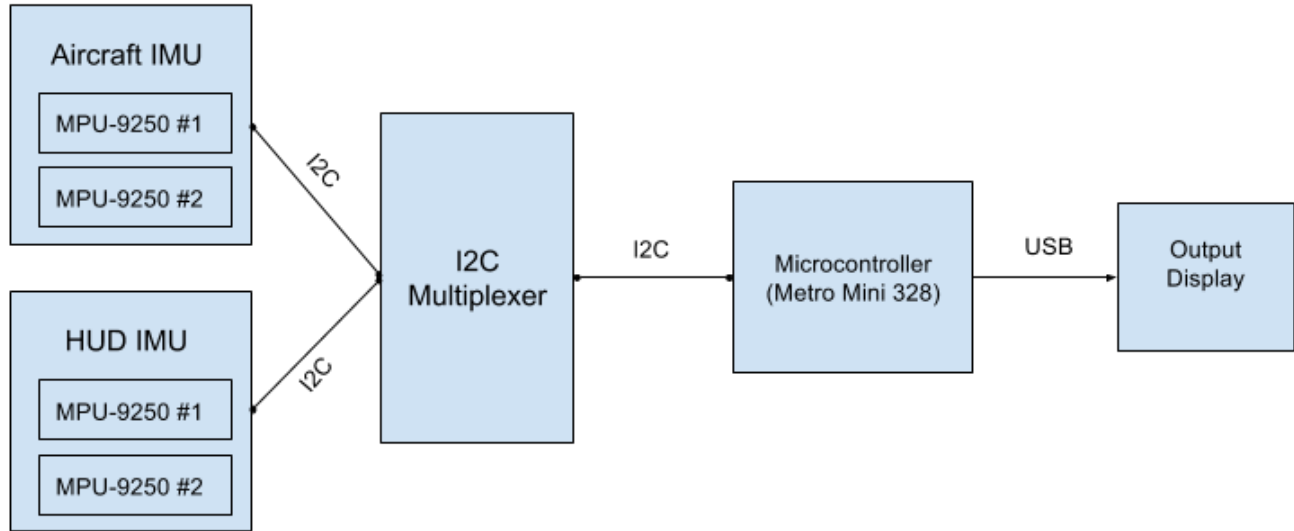 Aircraft IMU
MPU-9250 #1
MPU-9250 #2
I2C
HUD IMU
MPU-9250 #1
MPU-9250 #2
I2C
I2C
Multiplexer
I2C
Microcontroller
(Metro Mini 328)
USB
Output
Display